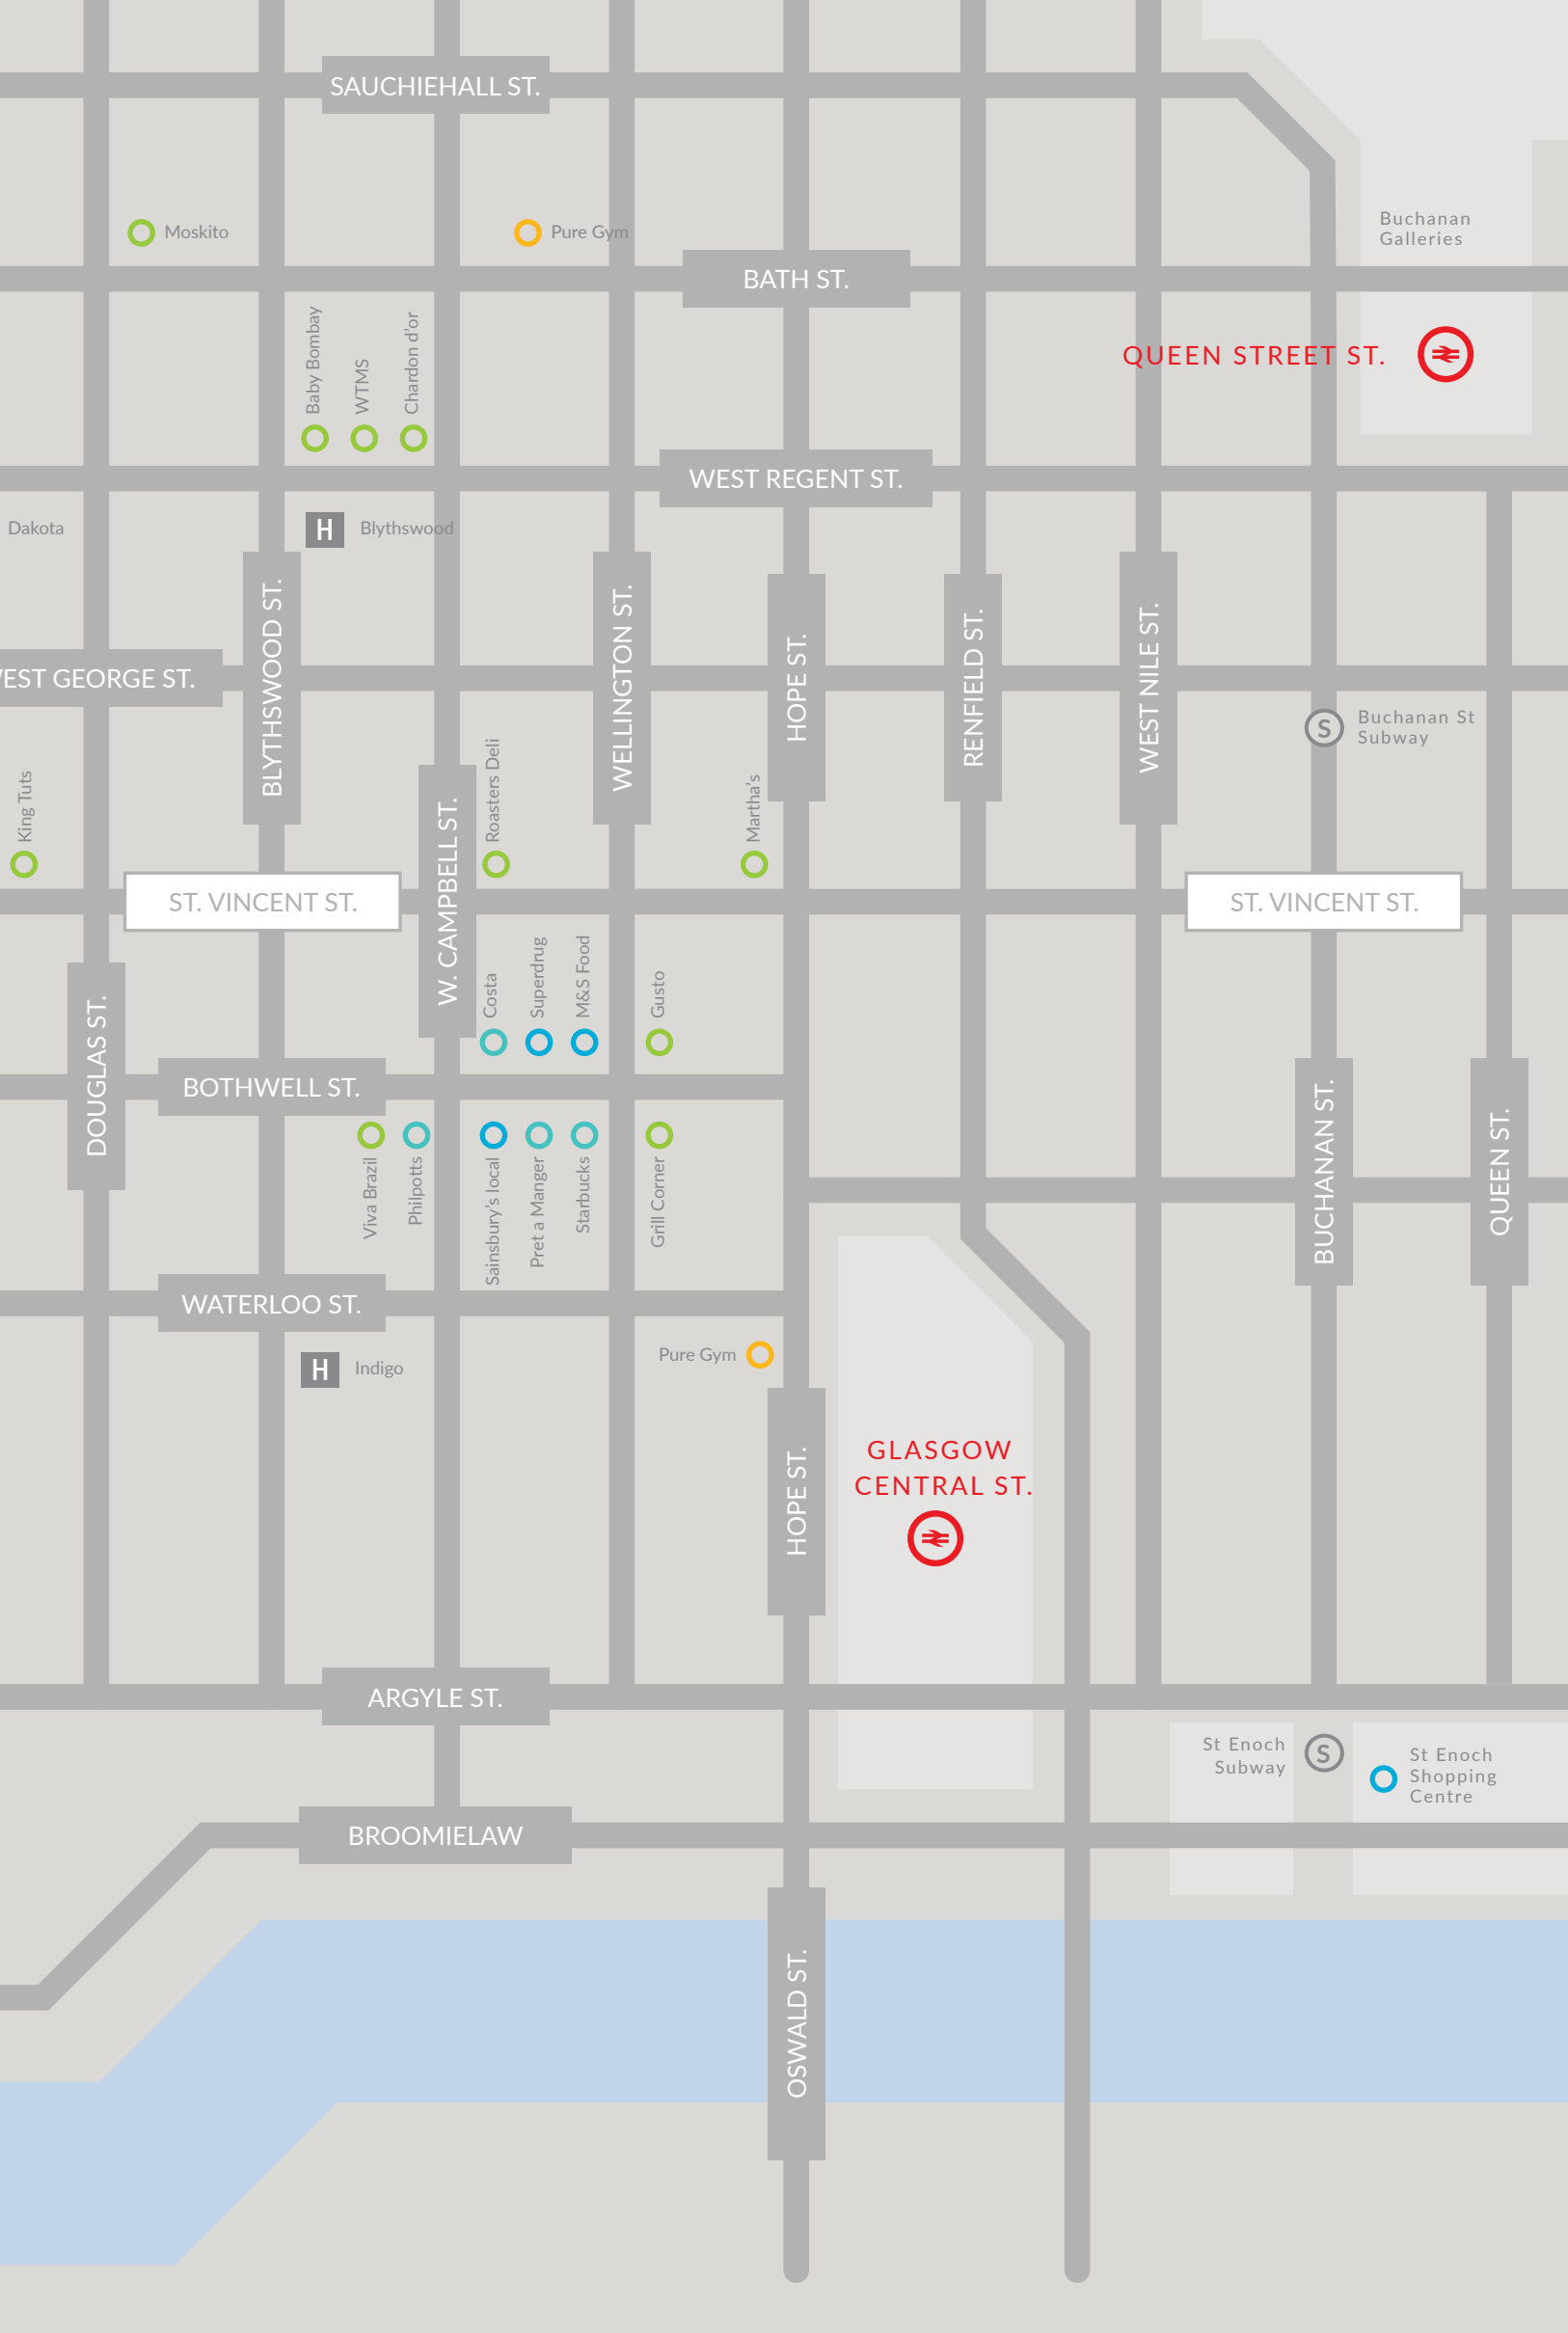 SAUCHIEHALL ST.
Moskito
Pure Gym
Buchanan
Galleries
BATH ST.
Baby Bombay
WTMS
Chardon d'or
QUEEN STREET ST.
WEST REGENT ST.
Dakota
H
Blythswood
BLYTHSWOOD ST.
WELLINGTON ST.
HOPE ST.
RENFIELD ST.
WEST NILE ST.
EST GEORGE ST.
S
Buchanan St
Subway
King Tuts
W. CAMPBELL ST.
Roasters Deli
Martha's
ST. VINCENT ST.
ST. VINCENT ST.
DOUGLAS ST.
Costa
Superdrug
M&S Food
Gusto
BOTHWELL ST.
BUCHANAN ST.
QUEEN ST.
Viva Brazil
Philpotts
Sainsbury's local
Pret a Manger
Starbucks
Grill Corner
WATERLOO ST.
H
Indigo
Pure Gym
HOPE ST.
GLASGOW
CENTRAL ST.
ARGYLE ST.
St Enoch
Subway
S
St Enoch
Shopping
Centre
BROOMIELAW
OSWALD ST.